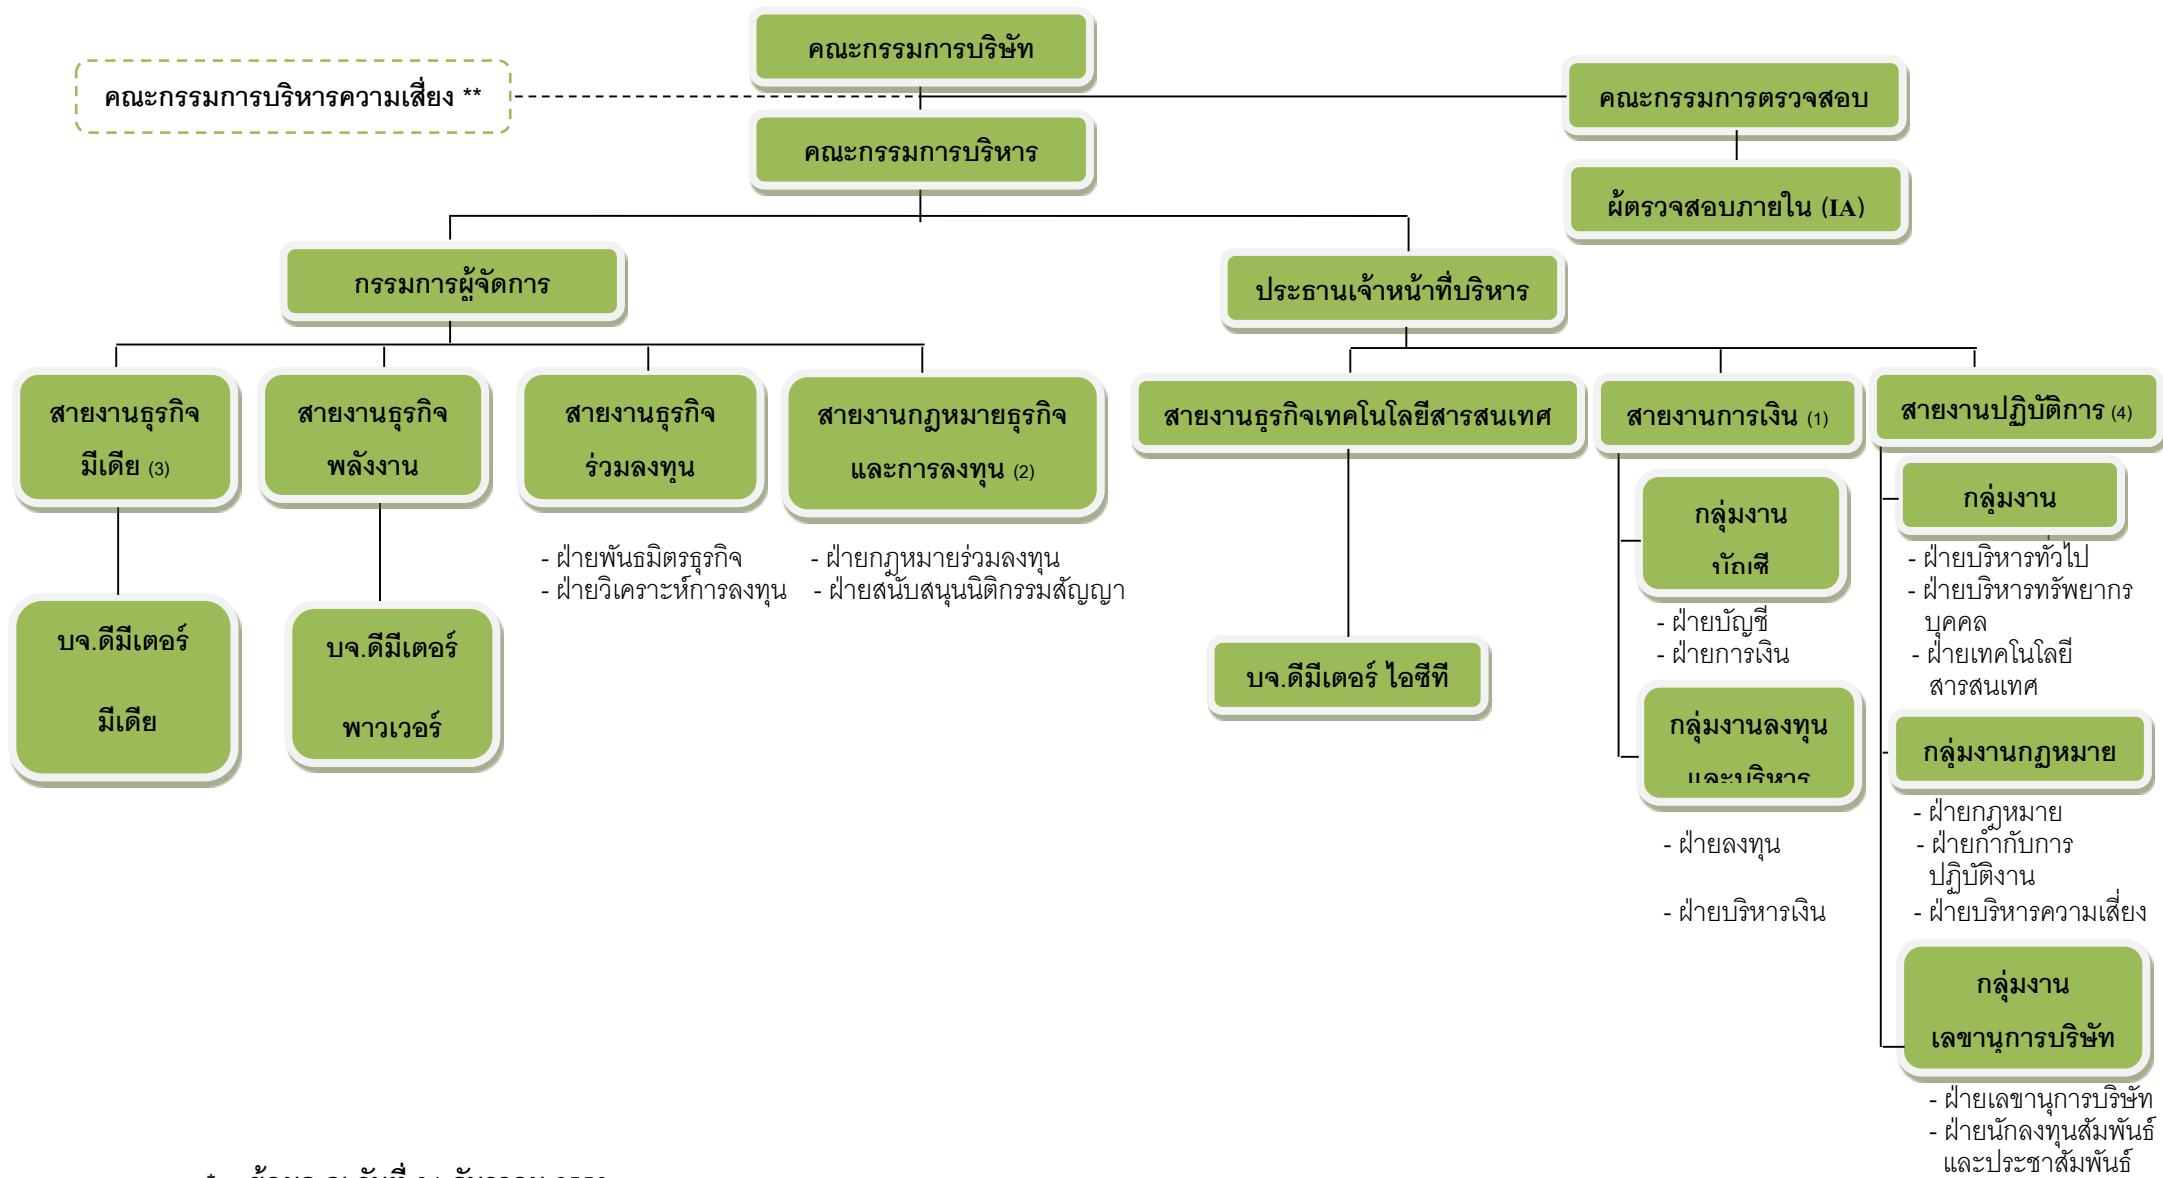 คณะกรรมการบริษัท
คณะกรรมการบริหารความเสี่ยง **
คณะกรรมการตรวจสอบ
คณะกรรมการบริหาร
ผู้ตรวจสอบภายใน (IA)
กรรมการผู้จัดการ
ประธานเจ้าหน้าที่บริหาร
สายงานธุรกิจ
มีเดีย (3)
สายงานธุรกิจ
พลังงาน
สายงานธุรกิจ
ร่วมลงทุน
สายงานกฎหมายธุรกิจ
และการลงทุน (2)
สายงานธุรกิจเทคโนโลยีสารสนเทศ
สายงานการเงิน (1)
สายงานปฏิบัติการ (4)
- ฝ่ายพันธมิตรธุรกิจ
- ฝ่ายวิเคราะห์การลงทุน
- ฝ่ายกฎหมายร่วมลงทุน
- ฝ่ายสนับสนุนนิติกรรมสัญญา
บจ.ดีมีเตอร์
มีเดีย
บจ.ดีมีเตอร์
พาวเวอร์
บจ.ดีมีเตอร์ ไอซีที
กลุ่มงาน
บัญชี
- ฝ่ายบัญชี
- ฝ่ายการเงิน
กลุ่มงานลงทุน
และบริหาร
- ฝ่ายลงทุน
- ฝ่ายบริหารเงิน
กลุ่มงาน
- ฝ่ายบริหารทั่วไป
- ฝ่ายบริหารทรัพยากร
บุคคล
- ฝ่ายเทคโนโลยี
สารสนเทศ
กลุ่มงานกฎหมาย
- ฝ่ายกฎหมาย
- ฝ่ายกำกับการ
ปฏิบัติงาน
- ฝ่ายบริหารความเสี่ยง
กลุ่มงาน
เลขานุการบริษัท
- ฝ่ายเลขานุการบริษัท
- ฝ่ายนักลงทุนสัมพันธ์
และประชาสัมพันธ์